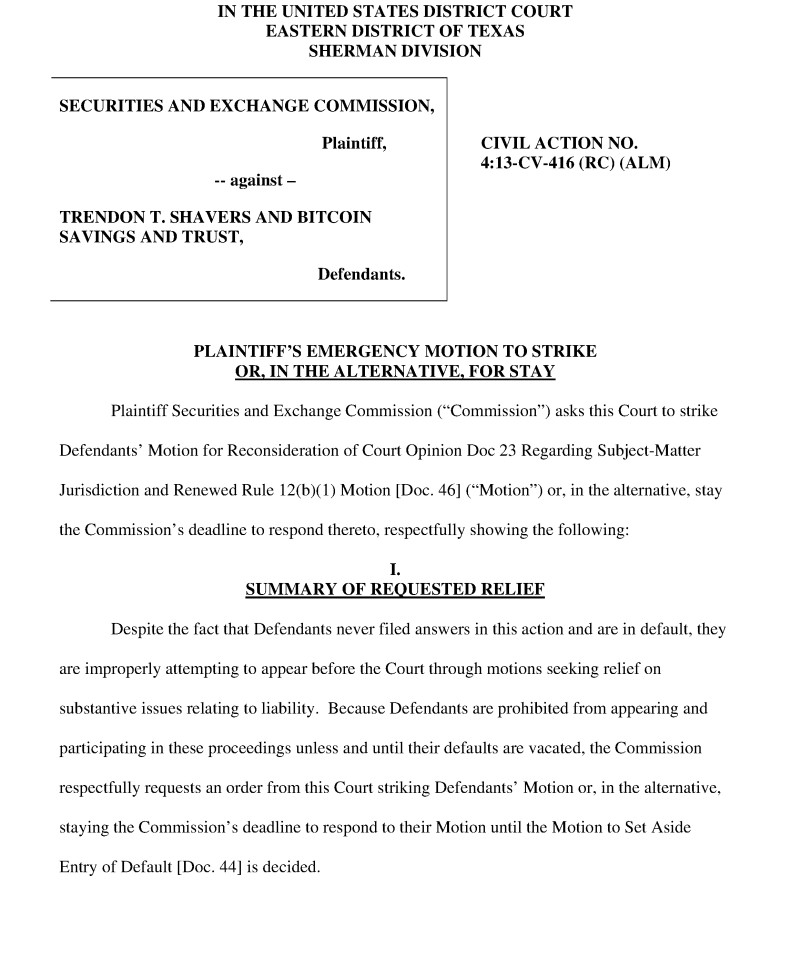 IN THE UNITED STATES DISTRICT COURT
EASTERN DISTRICT OF TEXAS
SHERMAN DIVISION
SECURITIES AND EXCHANGE COMMISSION,
Plaintiff,
-- against –
TRENDON T. SHAVERS AND BITCOIN
SAVINGS AND TRUST,
Defendants.
CIVIL ACTION NO.
4:13-CV-416 (RC) (ALM)
PLAINTIFF’S EMERGENCY MOTION TO STRIKE
OR, IN THE ALTERNATIVE, FOR STAY
Plaintiff Securities and Exchange Commission (“Commission”) asks this Court to strike
Defendants’ Motion for Reconsideration of Court Opinion Doc 23 Regarding Subject-Matter
Jurisdiction and Renewed Rule 12(b)(1) Motion [Doc. 46] (“Motion”) or, in the alternative, stay
the Commission’s deadline to respond thereto, respectfully showing the following:
I.
SUMMARY OF REQUESTED RELIEF
Despite the fact that Defendants never filed answers in this action and are in default, they
are improperly attempting to appear before the Court through motions seeking relief on
substantive issues relating to liability.  Because Defendants are prohibited from appearing and
participating in these proceedings unless and until their defaults are vacated, the Commission
respectfully requests an order from this Court striking Defendants’ Motion or, in the alternative,
staying the Commission’s deadline to respond to their Motion until the Motion to Set Aside
Entry of Default [Doc. 44] is decided.